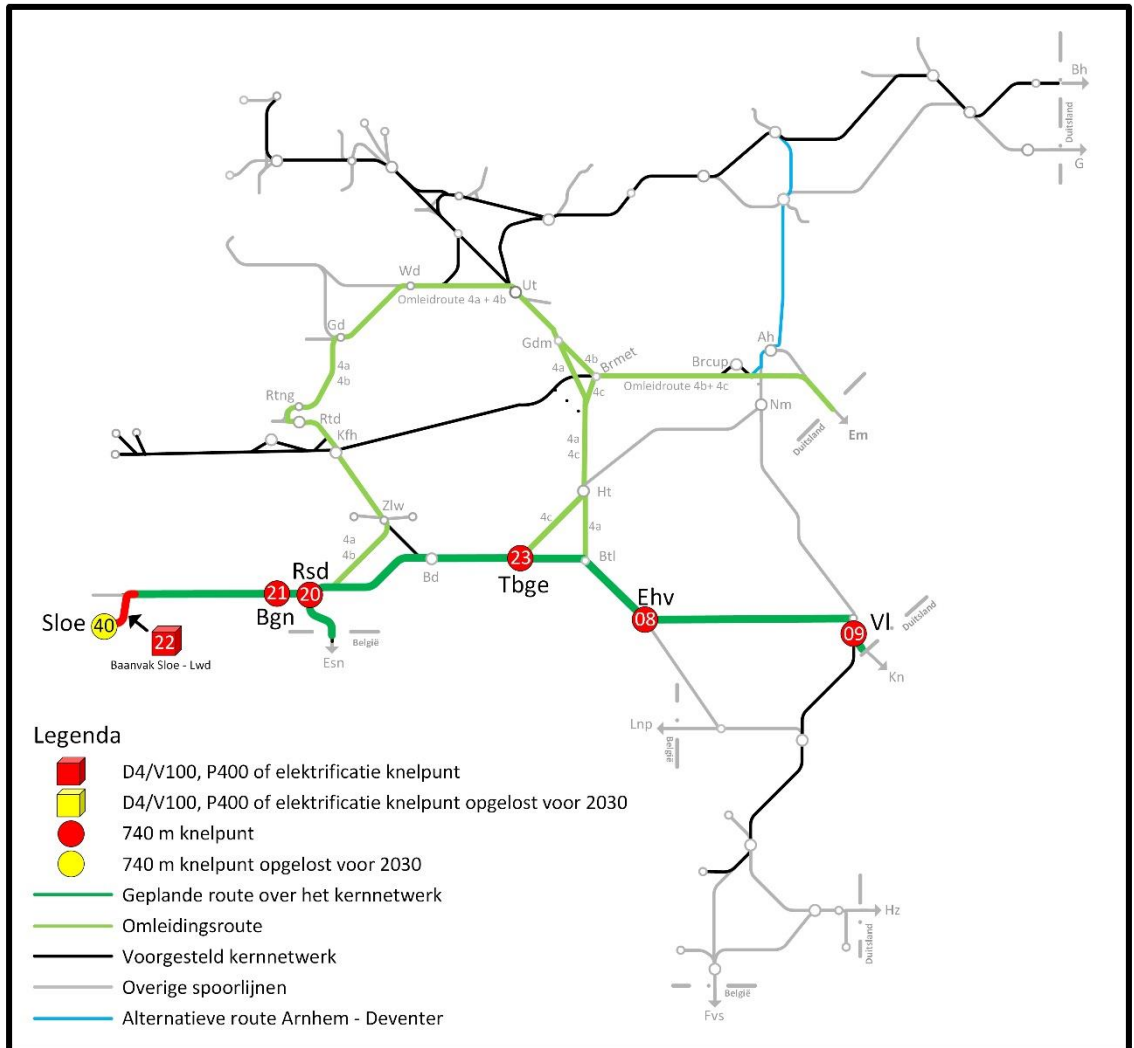 Bh
Duitsland
G
Wd
Omleidroute 4a + 4b
Ut
Gd
4a
4b
Gdm
4b
4a
Brmet
4c
Brcup
Ah
Omleidroute 4b+ 4c
Rtng
Rtd
Kfh
Nm
Duitsland
Em
4a
4c
Ht
Zlw
4a
4b
4c
4a
Bd
23
Tbge
Btl
Rsd
21
20
Bgn
Ehv
08
Vl.
09
Duitsland
Kn
Sloe
40
22
Baanvak Sloe - Lwd
België
Esn
Lnp
België
Legenda
D4/V100, P400 of elektrificatie knelpunt
D4/V100, P400 of elektrificatie knelpunt opgelost voor 2030
740 m knelpunt
740 m knelpunt opgelost voor 2030
Geplande route over het kernnetwerk
Omleidingsroute
Voorgesteld kernnetwerk
Overige spoorlijnen
Alternatieve route Arnhem - Deventer
Hz
Duitsland
België
Fvs